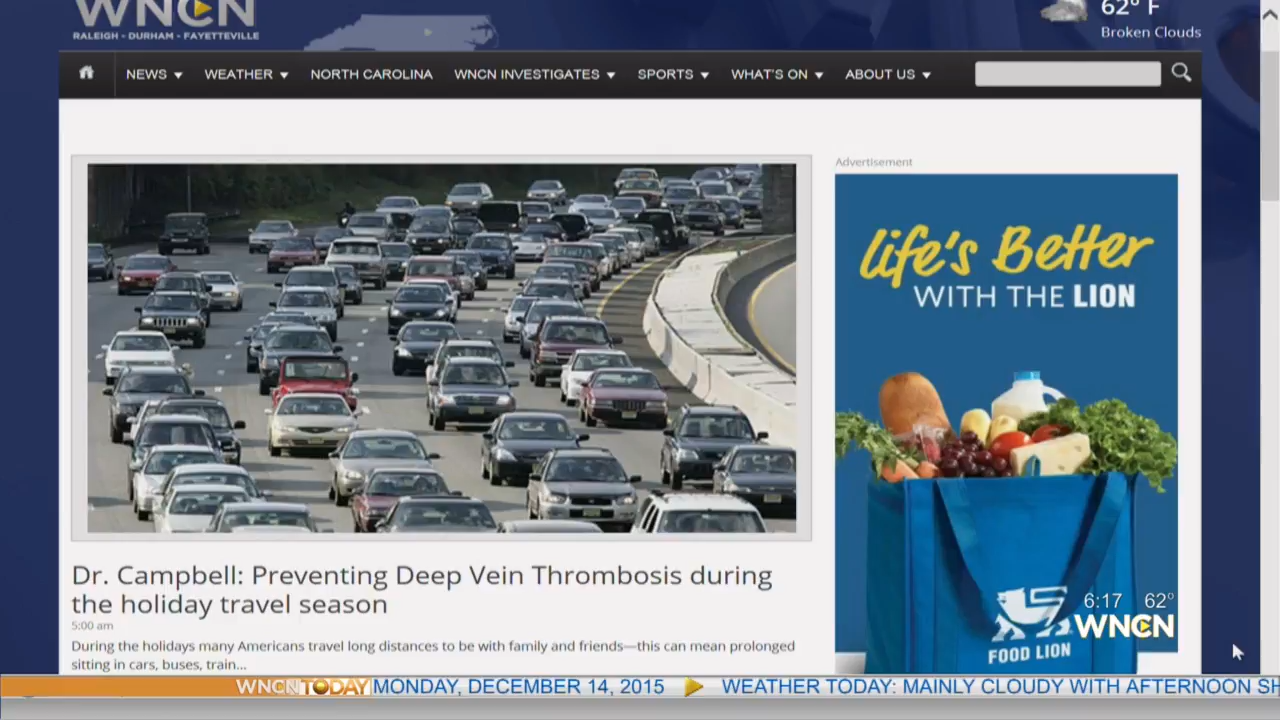 WNCN
RALEIGH - DURHAM - FAYETTEVILLE
62° F
Broken Clouds
NEWS
WEATHER
NORTH CAROLINA
WNCN INVESTIGATES
SPORTS
WHAT'S ON
ABOUT US
Advertisement
life's Better
WITH THE LION
FOOD LION
Dr. Campbell: Preventing Deep Vein Thrombosis during
the holiday travel season
5:00 am
During the holidays many Americans travel long distances to be with family and friends—this can mean prolonged
sitting in cars, buses, train...
6:17 62°
WNCN
WNCN TODAY MONDAY, DECEMBER 14, 2015 WEATHER TODAY: MAINLY CLOUDY WITH AFTERNOON SH